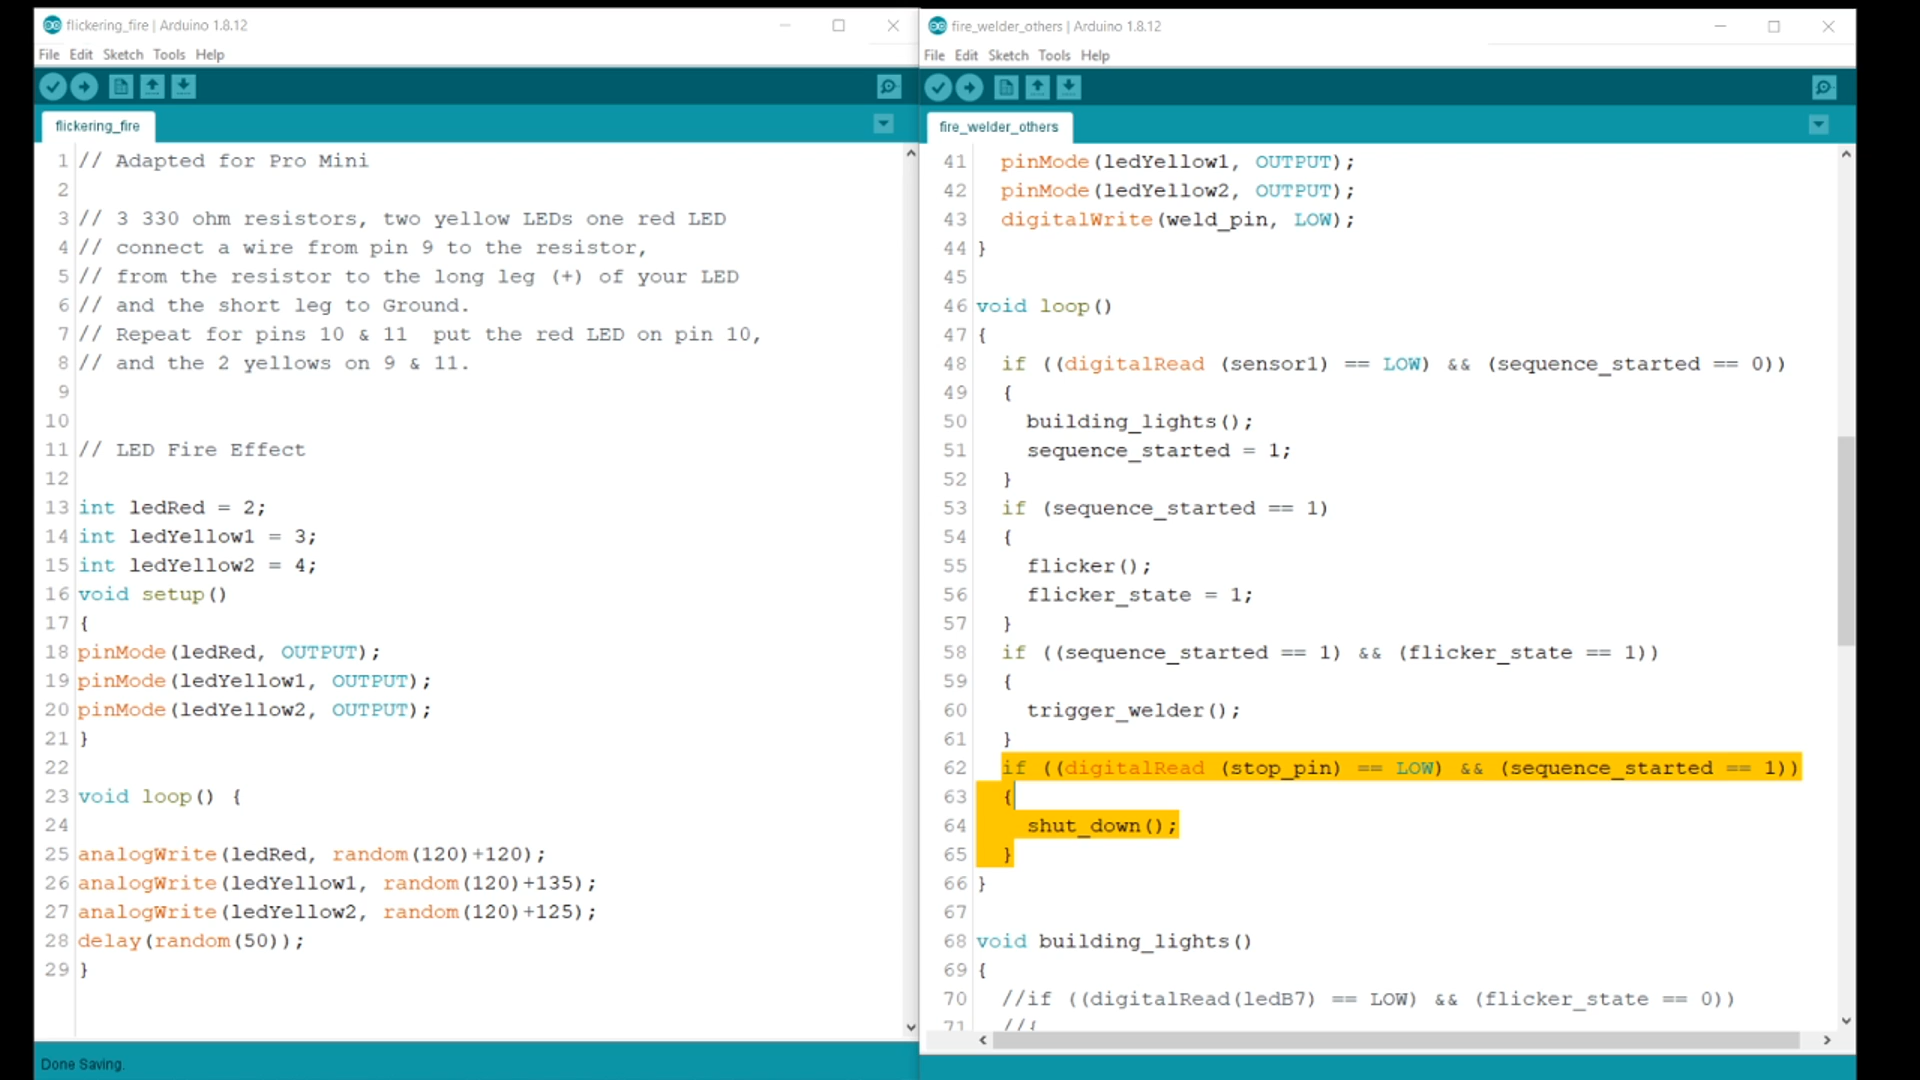 flickering_fire | Arduino 1.8.12
File Edit Sketch Tools Help
flickering_fire
1 // Adapted for Pro Mini
2
3 // 3 330 ohm resistors, two yellow LEDs one red LED
4 // connect a wire from pin 9 to the resistor,
5 // from the resistor to the long leg (+) of your LED
6 // and the short leg to Ground.
7 // Repeat for pins 10 & 11  put the red LED on pin 10,
8 // and the 2 yellows on 9 & 11.
9
10
11 // LED Fire Effect
12
13 int ledRed = 2;
14 int ledYellow1 = 3;
15 int ledYellow2 = 4;
16 void setup()
17 {
18 pinMode(ledRed, OUTPUT);
19 pinMode(ledYellow1, OUTPUT);
20 pinMode(ledYellow2, OUTPUT);
21 }
22
23 void loop() {
24
25 analogWrite(ledRed, random(120)+120);
26 analogWrite(ledYellow1, random(120)+135);
27 analogWrite(ledYellow2, random(120)+125);
28 delay(random(50));
29 }
Done Saving.
fire_welder_others | Arduino 1.8.12
File Edit Sketch Tools Help
fire_welder_others
41 pinMode(ledYellow1, OUTPUT);
42 pinMode(ledYellow2, OUTPUT);
43 digitalWrite(weld_pin, LOW);
44 }
45
46 void loop()
47 {
48 if ((digitalRead (sensor1) == LOW) && (sequence_started == 0))
49 {
50 building_lights();
51 sequence_started = 1;
52 }
53 if (sequence_started == 1)
54 {
55 flicker();
56 flicker_state = 1;
57 }
58 if ((sequence_started == 1) && (flicker_state == 1))
59 {
60 trigger_welder();
61 }
62 if ((digitalRead (stop_pin) == LOW) && (sequence_started == 1))
63 {
64 shut_down();
65 }
66 }
67
68 void building_lights()
69 {
70 //if ((digitalRead(ledB7) == LOW) && (flicker_state == 0))
71 //{